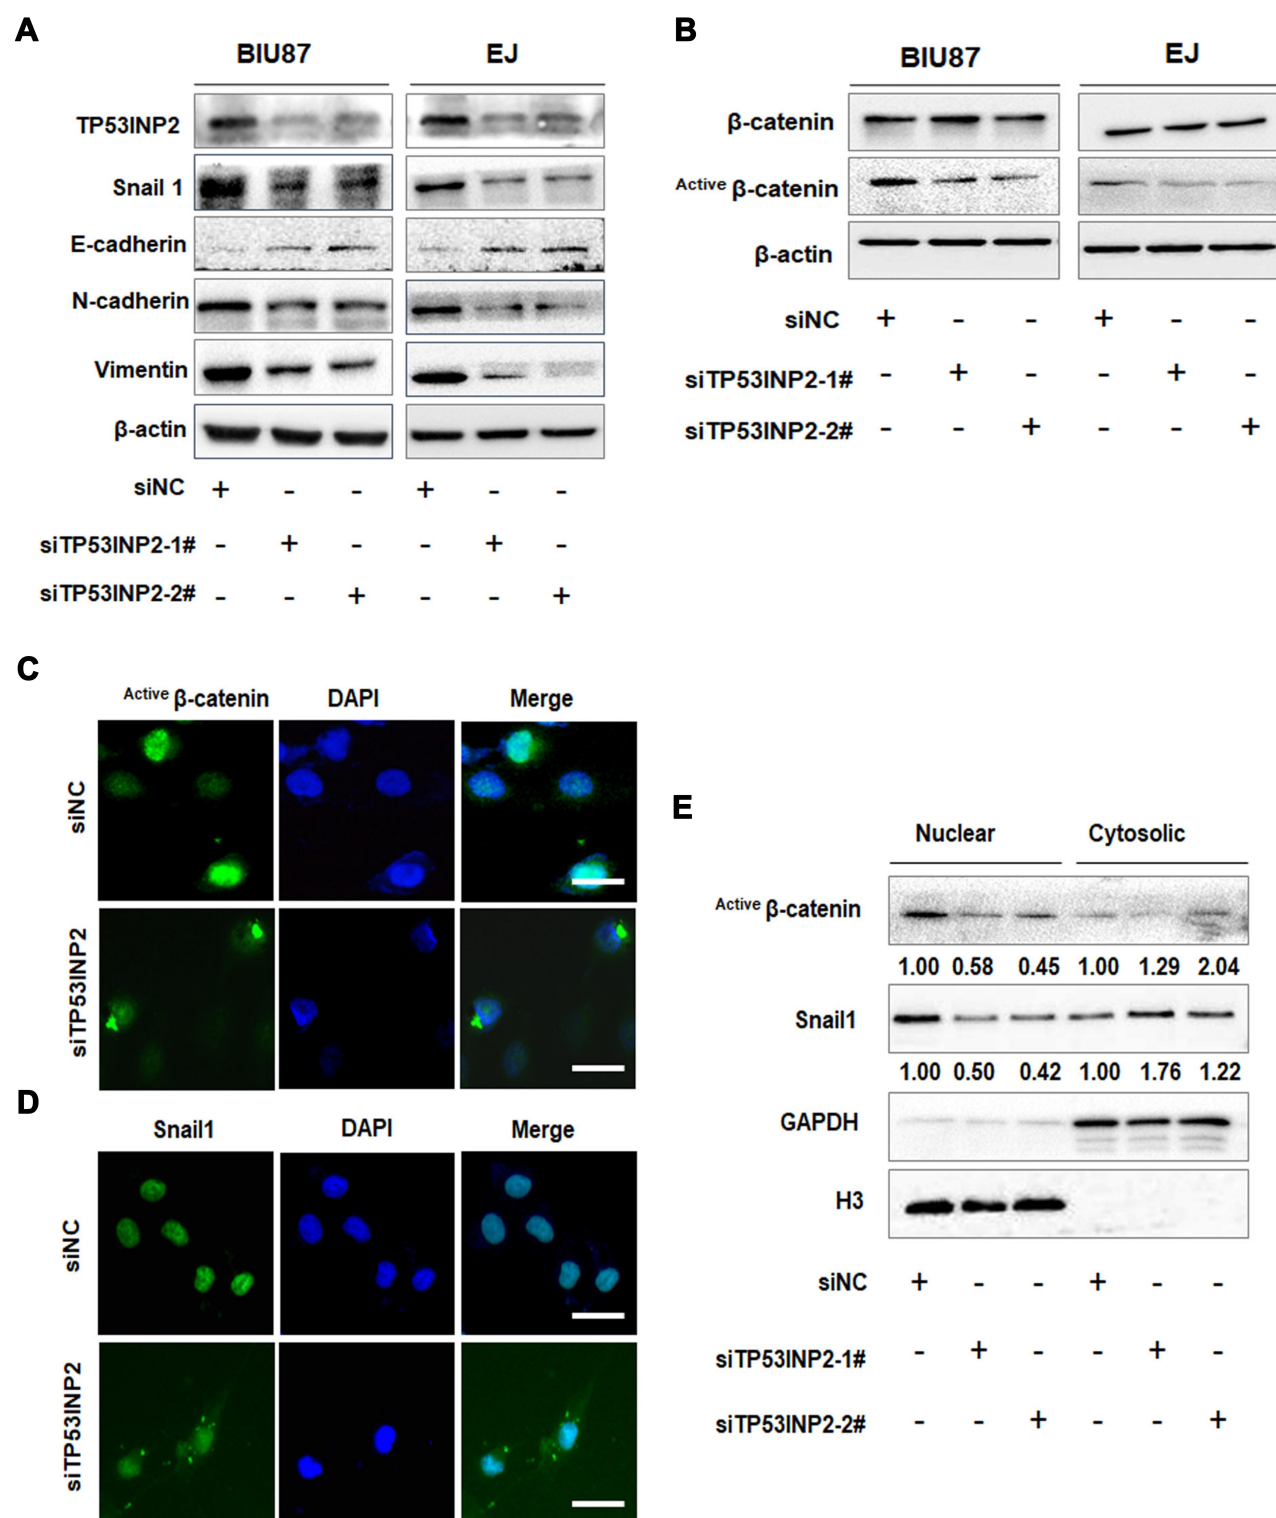 A
BIU87 EJ
TP53INP2
Snail 1
E-cadherin
N-cadherin
Vimentin
β-actin
siNC + - - + - -
siTP53INP2-1# - + - - + -
siTP53INP2-2# - - + - - +
B
BIU87 EJ
β-catenin
Active β-catenin
β-actin
siNC + - - + - -
siTP53INP2-1# - + - - + -
siTP53INP2-2# - - + - - +
C
Active β-catenin DAPI Merge
siNC
siTP53INP2
D
Snail1 DAPI Merge
siNC
siTP53INP2
E
Nuclear Cytosolic
Active β-catenin
1.00 0.58 0.45 1.00 1.29 2.04
Snail1
1.00 0.50 0.42 1.00 1.76 1.22
GAPDH
H3
siNC + - - + - -
siTP53INP2-1# - + - - + -
siTP53INP2-2# - - + - - +